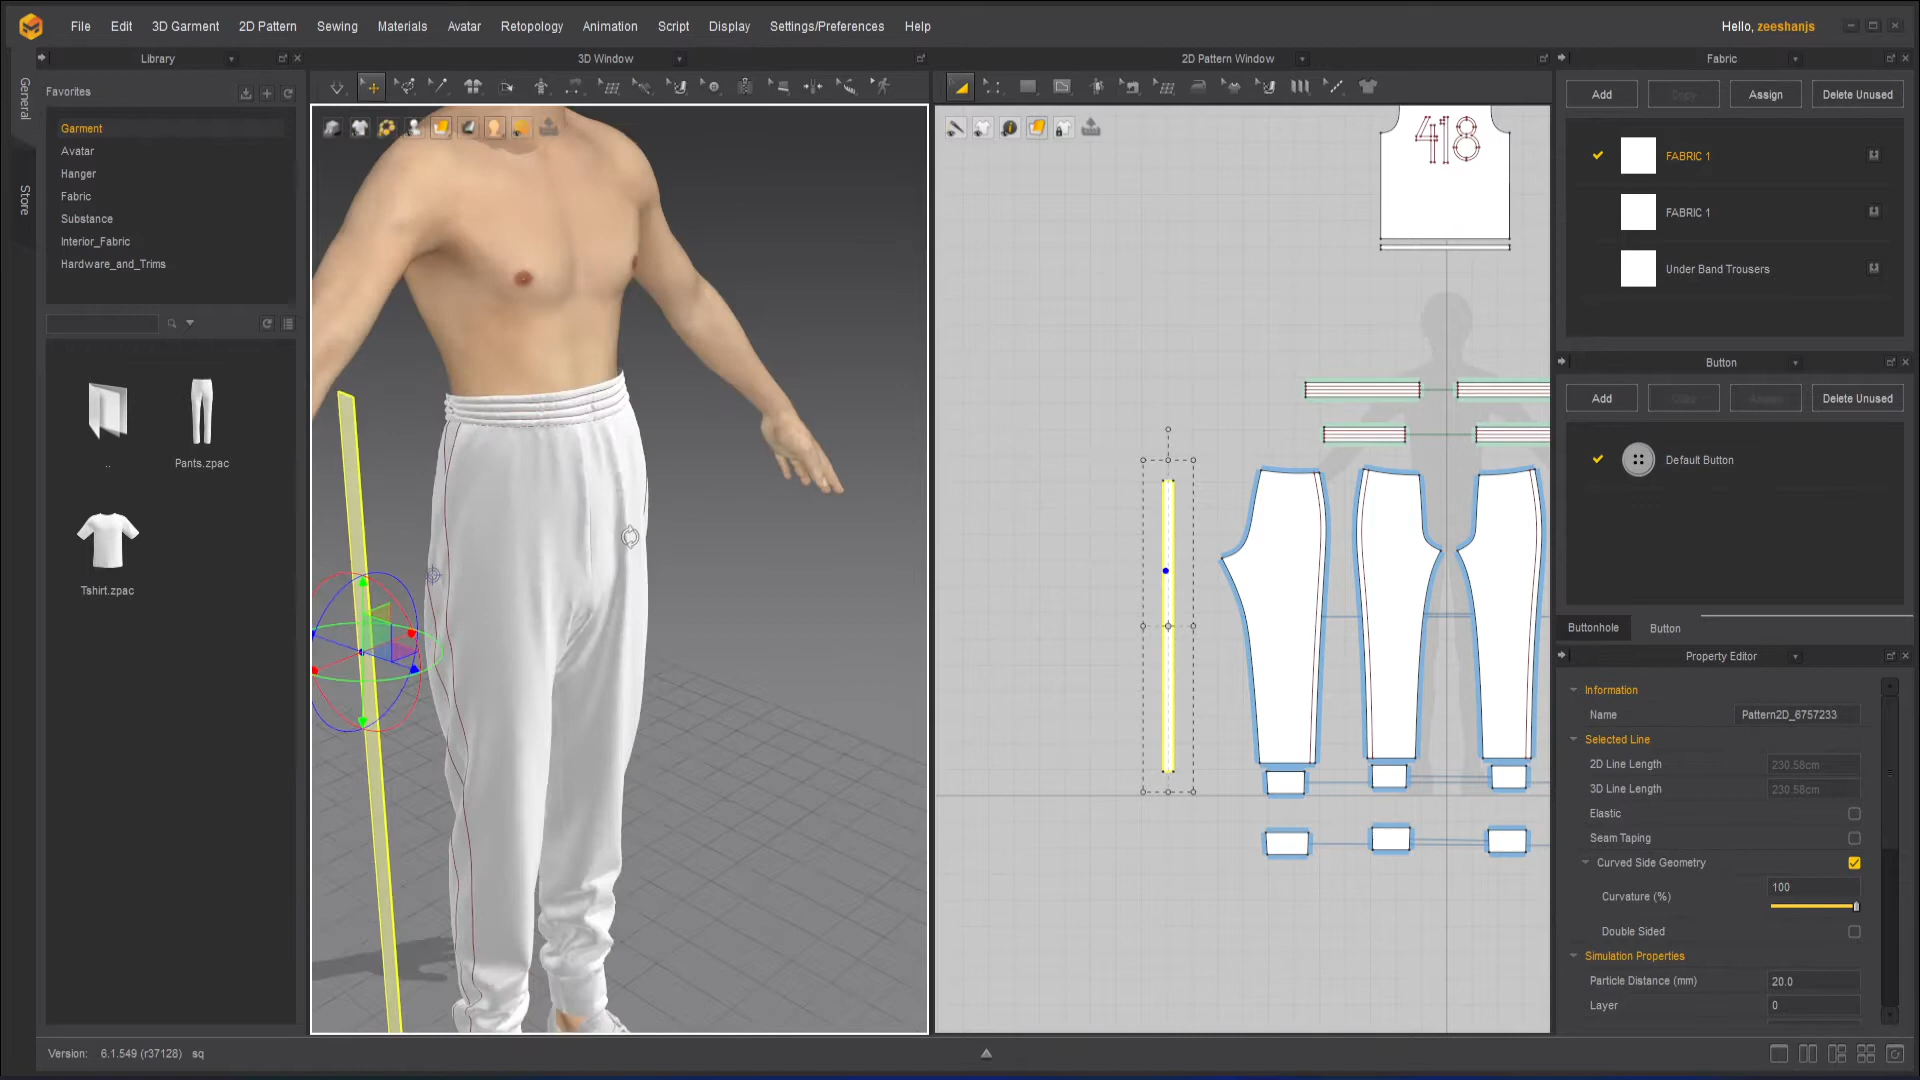 File Edit 3D Garment 2D Pattern Sewing Materials Avatar Retopology Animation Script Display Settings/Preferences Help
Hello, zeeshanjs
Library
3D Window
2D Pattern Window
Fabric
General
Store
Favorites
Garment
Avatar
Hanger
Fabric
Substance
Interior_Fabric
Hardware_and_Trims
..
Pants.zpac
Tshirt.zpac
418
Add Copy Assign Delete Unused
FABRIC 1
FABRIC 1
Under Band Trousers
Button
Add Copy Assign Delete Unused
Default Button
Buttonhole Button
Property Editor
Information
Name Pattern2D_6757233
Selected Line
2D Line Length 230.58cm
3D Line Length 230.58cm
Elastic
Seam Taping
Curved Side Geometry
Curvature (%) 100
Double Sided
Simulation Properties
Particle Distance (mm) 20.0
Layer 0
Version: 6.1.549 (r37128) sq